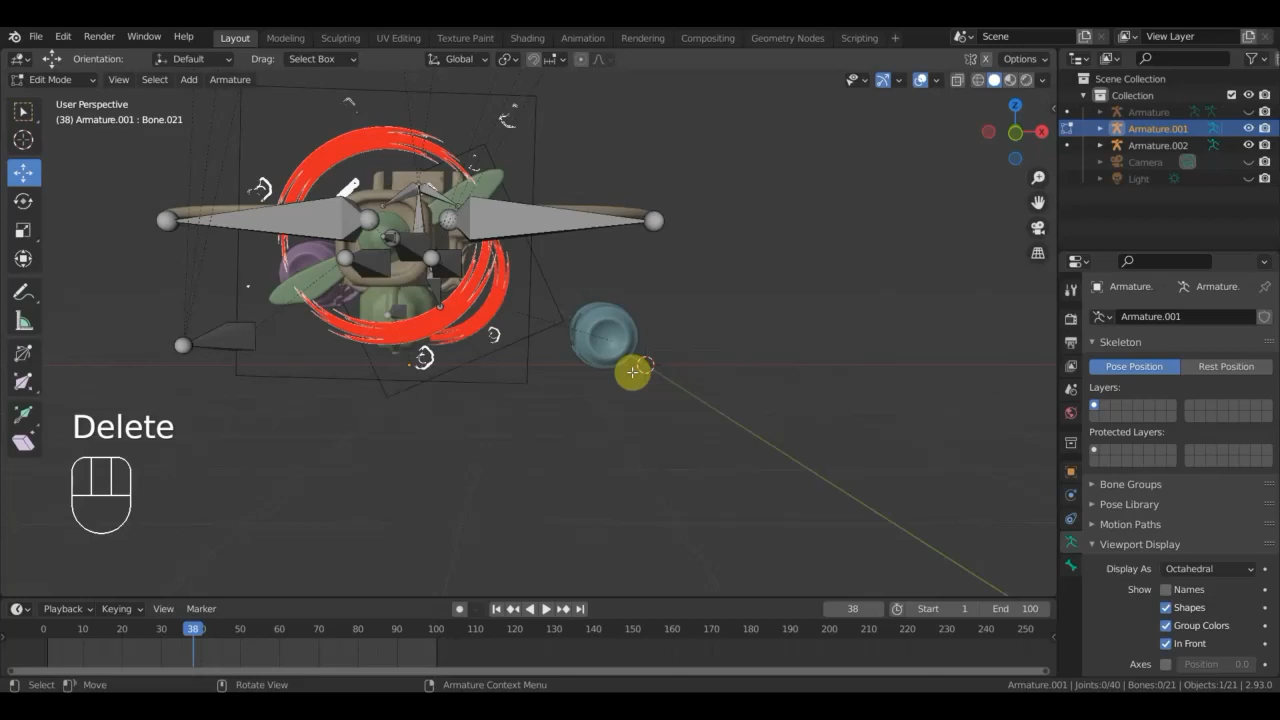 File Edit Render Window Help Layout Modeling Sculpting UV Editing Texture Paint Shading Animation Rendering Compositing Geometry Nodes Scripting + Scene View Layer
Orientation: Default Drag: Select Box Global X Options
Edit Mode View Select Add Armature
Scene Collection
Collection
Armature
Armature.001
Armature.002
Camera
Light
User Perspective
(38) Armature.001 : Bone.021
Z
X
Delete
Armature. Armature.
Armature.001
Skeleton
Pose Position Rest Position
Layers:
Protected Layers:
Bone Groups
Pose Library
Motion Paths
Viewport Display
Display As Octahedral
Show Names
Shapes
Group Colors
In Front
Axes Position 0.0
Playback Keying View Marker 38 Start 1 End 100
0 10 20 30 38 50 60 70 80 90 100 110 120 130 140 150 160 170 180 190 200 210 220 230 240 250
Select Move Rotate View Armature Context Menu Armature.001 | Joints:0/40 | Bones:0/21 | Objects:1/21 | 2.93.0